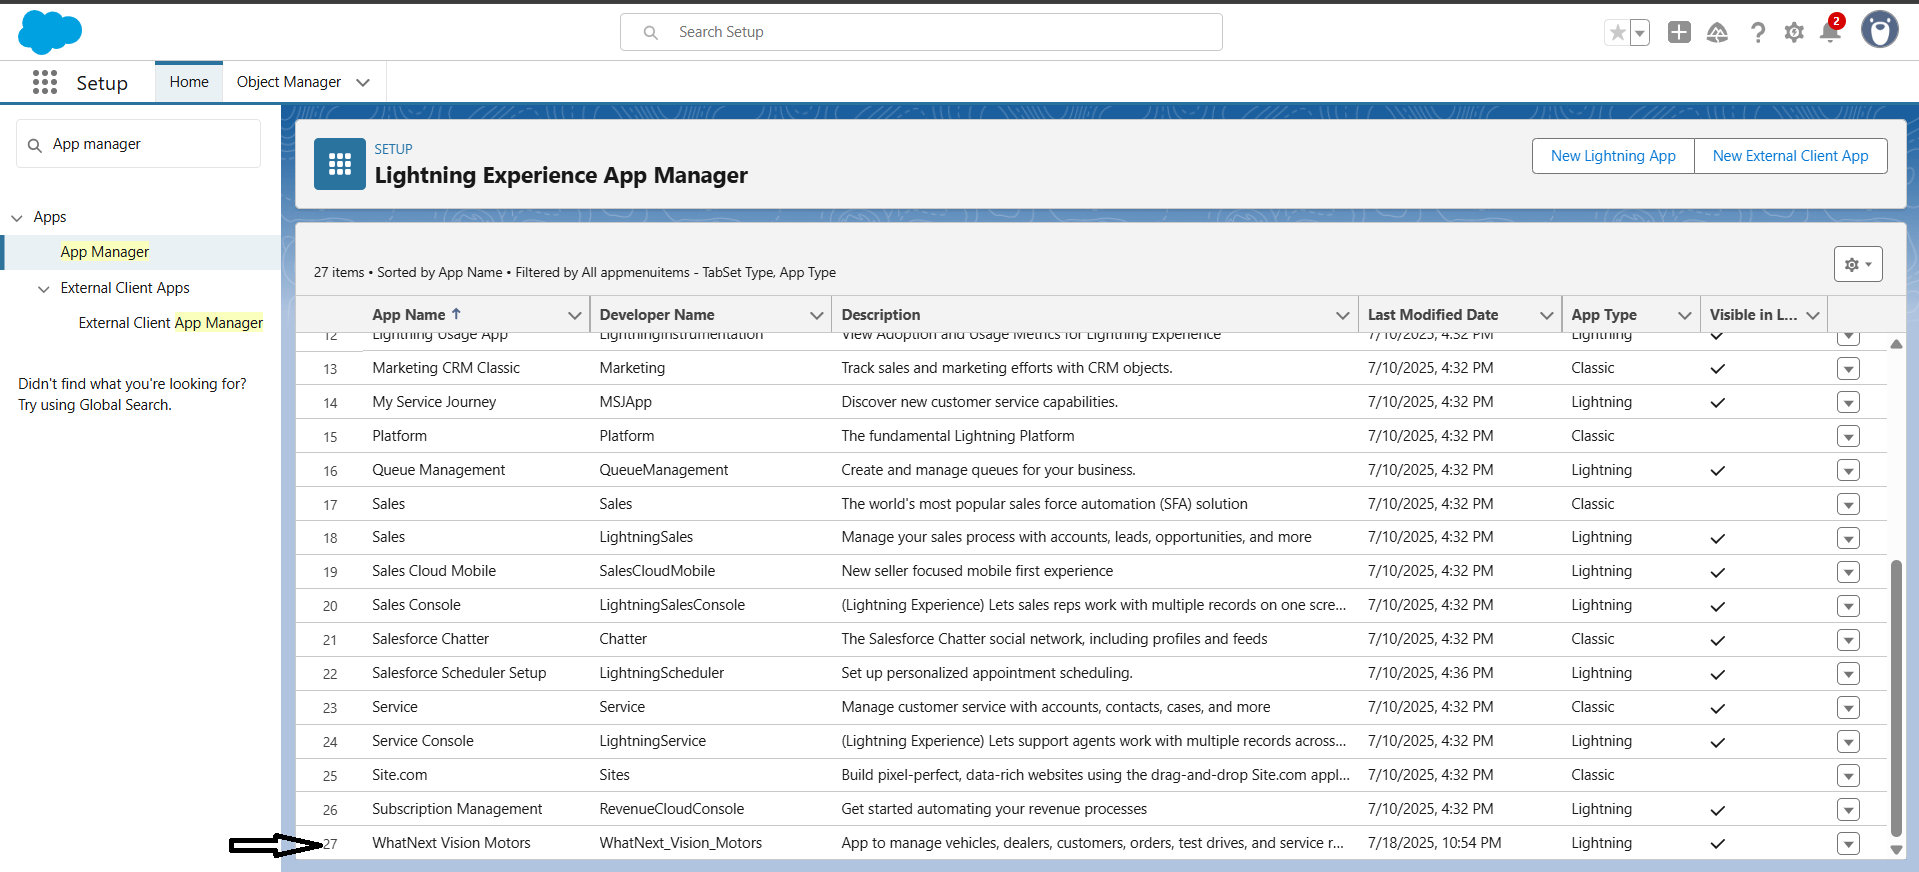 Search Setup
2
Setup
Home
Object Manager
App manager
Apps
App Manager
External Client Apps
External Client App Manager
Didn't find what you're looking for?
Try using Global Search.
SETUP
Lightning Experience App Manager
New Lightning App
New External Client App
27 items • Sorted by App Name • Filtered by All appmenuitems - TabSet Type, App Type
App Name Developer Name Description Last Modified Date App Type Visible in L...
12 Lightning Usage App LightningInstrumentation View Adoption and Usage Metrics for Lightning Experience 7/10/2025, 4:32 PM Lightning
13 Marketing CRM Classic Marketing Track sales and marketing efforts with CRM objects. 7/10/2025, 4:32 PM Classic
14 My Service Journey MSJApp Discover new customer service capabilities. 7/10/2025, 4:32 PM Lightning
15 Platform Platform The fundamental Lightning Platform 7/10/2025, 4:32 PM Classic
16 Queue Management QueueManagement Create and manage queues for your business. 7/10/2025, 4:32 PM Lightning
17 Sales Sales The world's most popular sales force automation (SFA) solution 7/10/2025, 4:32 PM Classic
18 Sales LightningSales Manage your sales process with accounts, leads, opportunities, and more 7/10/2025, 4:32 PM Lightning
19 Sales Cloud Mobile SalesCloudMobile New seller focused mobile first experience 7/10/2025, 4:32 PM Lightning
20 Sales Console LightningSalesConsole (Lightning Experience) Lets sales reps work with multiple records on one scre... 7/10/2025, 4:32 PM Lightning
21 Salesforce Chatter Chatter The Salesforce Chatter social network, including profiles and feeds 7/10/2025, 4:32 PM Classic
22 Salesforce Scheduler Setup LightningScheduler Set up personalized appointment scheduling. 7/10/2025, 4:36 PM Lightning
23 Service Service Manage customer service with accounts, contacts, cases, and more 7/10/2025, 4:32 PM Classic
24 Service Console LightningService (Lightning Experience) Lets support agents work with multiple records across... 7/10/2025, 4:32 PM Lightning
25 Site.com Sites Build pixel-perfect, data-rich websites using the drag-and-drop Site.com appl... 7/10/2025, 4:32 PM Classic
26 Subscription Management RevenueCloudConsole Get started automating your revenue processes 7/10/2025, 4:32 PM Lightning
27 WhatNext Vision Motors WhatNext_Vision_Motors App to manage vehicles, dealers, customers, orders, test drives, and service r... 7/18/2025, 10:54 PM Lightning